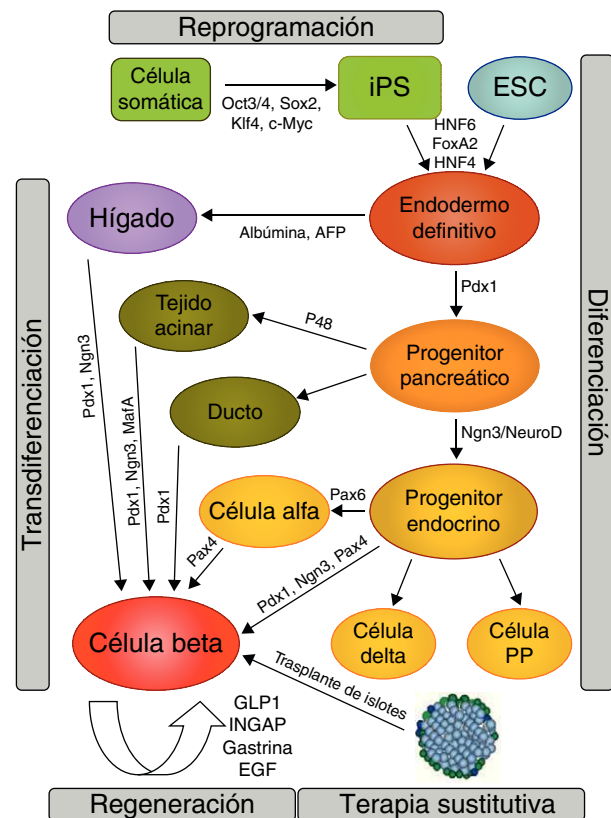 Reprogramación
Célula
somática
Oct3/4, Sox2,
Klf4, c-Myc
iPS
ESC
HNF6
FoxA2
HNF4
Hígado
Albúmina, AFP
Endodermo
definitivo
Pdx1
Tejido
acinar
P48
Progenitor
pancreático
Ducto
Ngn3/NeuroD
Pdx1, Ngn3
Pdx1, Ngn3, MafA
Pdx1
Célula alfa
Pax6
Progenitor
endocrino
Pax4
Pdx1, Ngn3, Pax4
Célula beta
Célula
delta
Célula
PP
Trasplante de islotes
GLP1
INGAP
Gastrina
EGF
Transdiferenciación
Diferenciación
Regeneración
Terapia sustitutiva